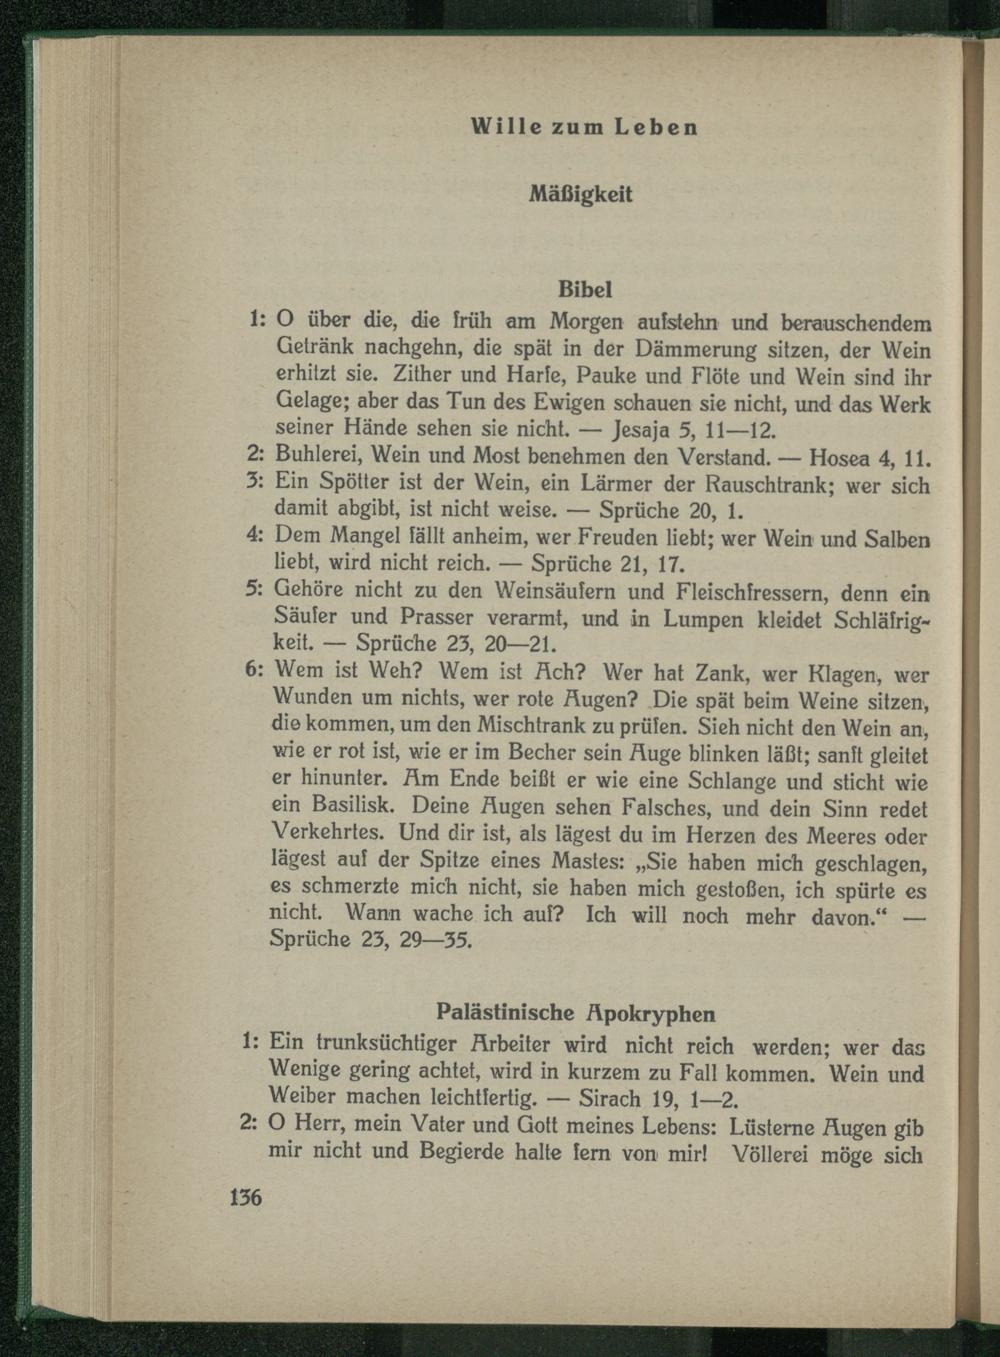 Wille zum Leben
Mäßigkeit
Bibel
1: O über die, die früh am Morgen aufstehn und berauschendem
Getränk nachgehn, die spät in der Dämmerung sitzen, der Wein
erhitzt sie. Zither und Harfe, Pauke und Flöte und Wein sind ihr
Gelage; aber das Tun des Ewigen schauen sie nicht, und das Werk
seiner Hände sehen sie nicht. — Jesaja 5, 11—12.
2: Buhlerei, Wein und Most benehmen den Verstand. — Hosea 4, 11.
3: Ein Spötter ist der Wein, ein Lärmer der Rauschtrank; wer sich
damit abgibt, ist nicht weise. — Sprüche 20, 1.
4: Dem Mangel fällt anheim, wer Freuden liebt; wer Wein und Salben
liebt, wird nicht reich. — Sprüche 21, 17.
5: Gehöre nicht zu den Weinsäufern und Fleischfressern, denn ein
Säufer und Prasser verarmt, und in Lumpen kleidet Schläfrig-
keit. — Sprüche 23, 20—21.
6: Wem ist Weh? Wem ist Ach? Wer hat Zank, wer Klagen, wer
Wunden um nichts, wer rote Augen? Die spät beim Weine sitzen,
die kommen, um den Mischtrank zu prüfen. Sieh nicht den Wein an,
wie er rot ist, wie er im Becher sein Auge blinken läßt; sanft gleitet
er hinunter. Am Ende beißt er wie eine Schlange und sticht wie
ein Basilisk. Deine Augen sehen Falsches, und dein Sinn redet
Verkehrtes. Und dir ist, als lägest du im Herzen des Meeres oder
lägest auf der Spitze eines Mastes: „Sie haben mich geschlagen,
es schmerzte mich nicht, sie haben mich gestoßen, ich spürte es
nicht. Wann wache ich auf? Ich will noch mehr davon.“ —
Sprüche 23, 29—35.
Palästinische Apokryphen
1: Ein trunksüchtiger Arbeiter wird nicht reich werden; wer das
Wenige gering achtet, wird in kurzem zu Fall kommen. Wein und
Weiber machen leichtfertig. — Sirach 19, 1—2.
2: O Herr, mein Vater und Gott meines Lebens: Lüsterne Augen gib
mir nicht und Begierde halte fern von mir! Völlerei möge sich
136